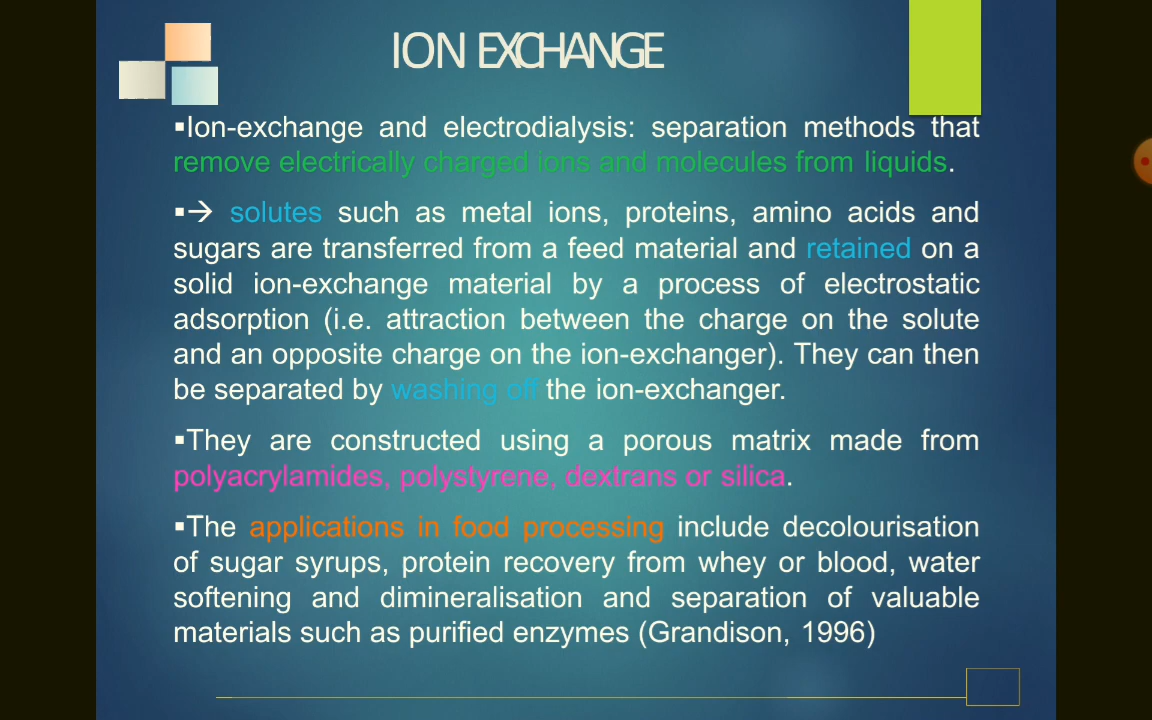 ION EXCHANGE
▪Ion-exchange and electrodialysis: separation methods that
remove electrically charged ions and molecules from liquids.
▪→ solutes such as metal ions, proteins, amino acids and
sugars are transferred from a feed material and retained on a
solid ion-exchange material by a process of electrostatic
adsorption (i.e. attraction between the charge on the solute
and an opposite charge on the ion-exchanger). They can then
be separated by washing off the ion-exchanger.
▪They are constructed using a porous matrix made from
polyacrylamides, polystyrene, dextrans or silica.
▪The applications in food processing include decolourisation
of sugar syrups, protein recovery from whey or blood, water
softening and dimineralisation and separation of valuable
materials such as purified enzymes (Grandison, 1996)